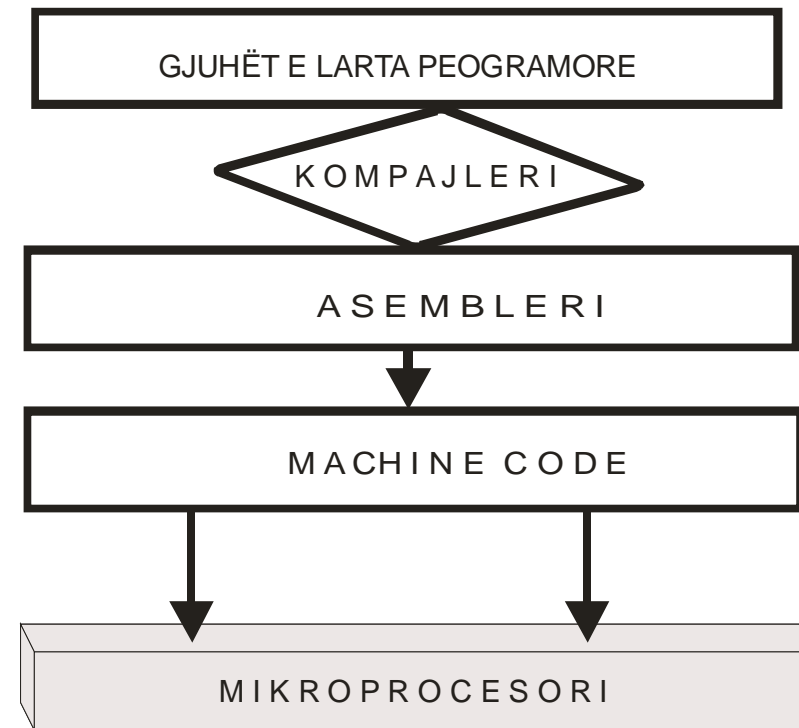 GJUHËT E LARTA PEOGRAMORE
KOMPAJLERI
ASEMBLERI
MACHINE CODE
MIKROPROCESORI